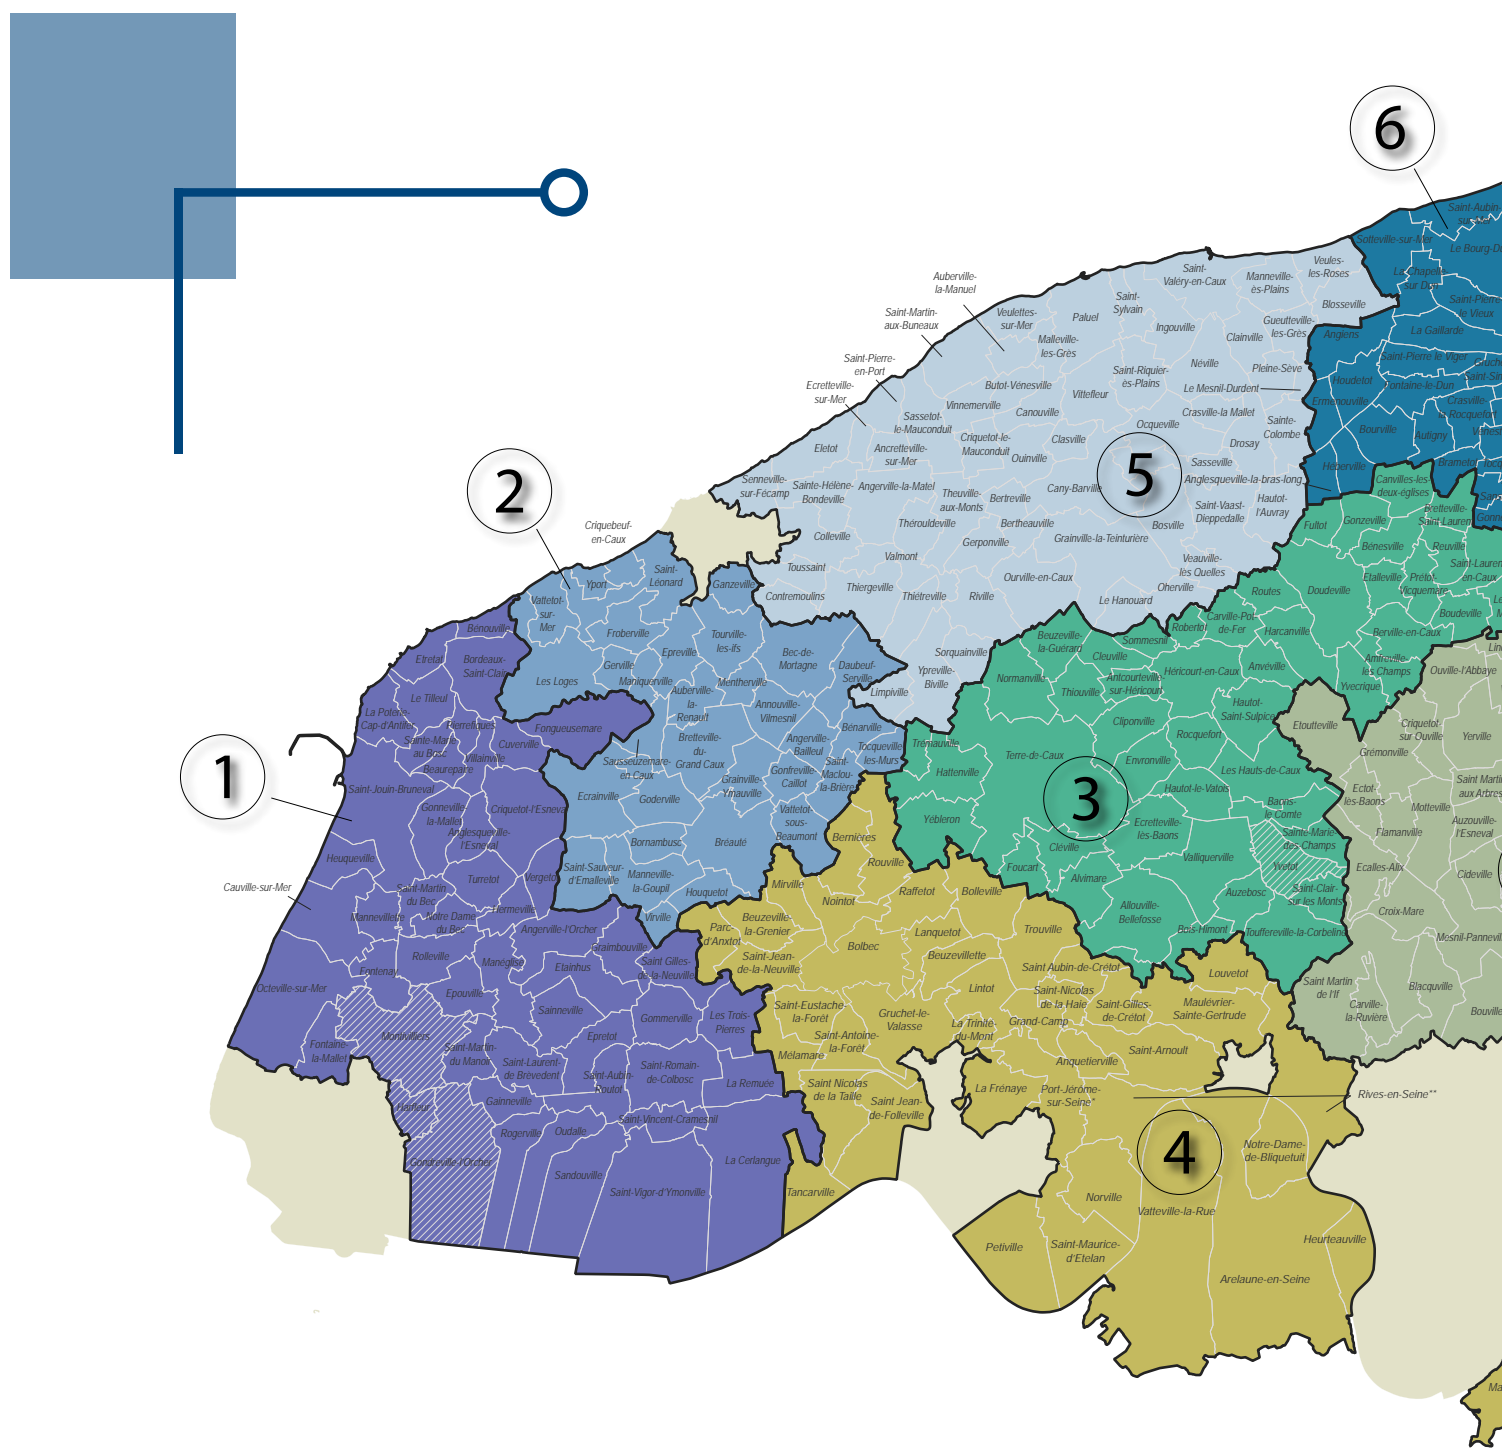 6
Saint-Aubin-
sur-Mer
Sotteville-sur-Mer
Le Bourg-D
Veules-
les-Roses
Saint-
Valéry-en-Caux
Manneville-
ès-Plains
La Chapelle-
sur Dun
Auberville-
la-Manuel
Saint-
Sylvain
Blosseville
Saint-Pierre
le Vieux
Saint-Martin-
aux-Buneaux
Veulettes-
sur-Mer
Paluel
Ingouville
Gueutteville-
les-Grès
Clainville
Angiens
La Gaillarde
Malleville-
les-Grès
Saint-Pierre-
en-Port
Néville
Pleine-Sève
Saint-Pierre le Viger
Saint-Riquier-
ès-Plains
Houdetot
Fontaine-le-Dun
Ecretteville-
sur-Mer
Butot-Vénesville
Vittefleur
Le Mesnil-Durdent
Ermenouville
Crasville-
la Rocquefort
Vinnemerville
Canouville
Crasville-la Mallet
Sassetot-
le-Mauconduit
Ocqueville
Sainte-
Colombe
Bourville
Autigny
Criquetot-le-
Mauconduit
Clasville
Drosay
Eletot
Ancretteville-
sur-Mer
Ouinville
Sasseville
Héberville
Brametot
5
2
Senneville-
sur-Fécamp
Sainte-Hélène-
Bondeville
Angerville-la-Matel
Theuville-
aux-Monts
Bertreville
Cany-Barville
Anglesqueville-la-bras-long
Canvilles-les-
deux-églises
Saint-Vaast-
Dieppedalle
Hautot-
l'Auvray
Bretteville-
Saint Laurent
Criquebeuf-
en-Caux
Colleville
Thérouldeville
Bertheauville
Bosville
Fultot
Gonzeville
Gerponville
Grainville-la-Teinturière
Bénesville
Reuville
Valmont
Veauville-
lès Quelles
Saint-Laurent
en-Caux
Saint-
Léonard
Yport
Ganzeville
Toussaint
Thiergeville
Ourville-en-Caux
Oherville
Etalleville
Prétot-
Vicquemare
Contremoulins
Thiétreville
Riville
Le Hanouard
Routes
Doudeville
Vattetot-
sur-
Mer
Boudeville
Bénouville
Froberville
Tourville-
les-Ifs
Beuzeville-
la-Guérard
Sommesnil
Robertot
Carville-Pot-
de-Fer
Harcanville
Berville-en-Caux
Etretat
Bordeaux-
Saint-Clair
Gerville
Epreville
Bec-de-
Mortagne
Daubeuf-
Serville
Sorquainville
Cleuville
Héricourt-en-Caux
Anvéville
Amfreville-
les Champs
Ouville-l'Abbaye
Les Loges
Maniquerville
Mentherville
Limpiville
Ypreville-
Biville
Normanville
Thiouville
Antcourteville-
sur-Héricourt
Yvecrique
Le Tilleul
Auberville-
la-
Renault
Annouville-
Vilmesnil
Hautot-
Saint-Sulpice
La Poterie-
Cap-d'Antifer
Pierrefiques
Fongueusemare
Bénarville
Cliponville
Rocquefort
Etoutteville
Criquetot-
sur Ouville
Yerville
Sainte-Marie-
au Bosc
Cuverville
Bretteville-
du-
Grand Caux
Angerville-
Bailleul
Tocqueville-
les-Murs
Trémauville
Terre-de-Caux
Envronville
Grémonville
Villainville
Beaurepaire
Sausseuzemare-
en Caux
Gonfreville-
Caillot
Saint-
Maclou-
la-Brière
Hattenville
Les Hauts-de-Caux
Saint Martin
aux Arbres
1
Saint-Jouin-Bruneval
Ecrainville
Goderville
Grainville-
Ymauville
3
Hautot-le-Vatois
Baons-
le Comte
Ectot-
lès-Baons
Motteville
Gonneville-
la-Mallet
Criquetot-l'Esneval
Vattetot-
sous-
Beaumont
Yébleron
Ecretteville-
lès-Baons
Sainte-Marie-
des-Champs
Flamanville
Auzouville-
l'Esneval
Anglesqueville-
l'Esneval
Bornambusc
Bréauté
Bernières
Cléville
Valliquerville
Heuqueville
Saint-Sauveur-
d'Emalleville
Manneville-
la-Goupil
Rouville
Foucart
Alvimare
Yvetot
Ecalles-Alix
Cideville
Cauville-sur-Mer
Saint-Martin
du Bec
Turretot
Vergetot
Houquetot
Mirville
Nointot
Raffetot
Bolleville
Auzebosc
Saint-Clair-
sur les Monts
Mannevillette
Notre Dame
du Bec
Hermeville
Virville
Beuzeville-
la-Grenier
Allouville-
Bellefosse
Croix-Mare
Angerville-l'Orcher
Parc-
d'Anxtot
Lanquetot
Trouville
Bois-Himont
Touffereville-la-Corbeline
Mesnil-Panneville
Rolleville
Manéglise
Graimbouville
Bolbec
Beuzevillette
Fontenay
Etainhus
Saint Gilles-
de-la-Neuville
Saint-Jean-
de-la-Neuville
Saint Aubin-de-Crétot
Louvetot
Saint Martin
de l'If
Octeville-sur-Mer
Epouville
Sainneville
Lintot
Saint-Nicolas
de la Haie
Saint-Gilles-
de-Crétot
Maulévrier-
Sainte-Gertrude
Blacquville
Gommerville
Les Trois-
Pierres
Saint-Eustache-
la-Forêt
Gruchet-le-
Valasse
La Trinité-
du-Mont
Grand-Camp
Carville-
la-Ruvière
Bouville
Montivilliers
Epretot
Saint-Antoine-
la-Forêt
Saint-Arnoult
Fontaine-
la-Mallet
Saint-Martin-
du Manoir
Saint-Laurent-
de Brèvedent
Saint-Romain-
de-Colbosc
Mélamare
Anquetierville
Saint-Aubin-
Routot
La Remuée
Saint Nicolas
de la Taille
La Frénaye
Port-Jérôme-
sur-Seine*
Rives-en-Seine**
Harfleur
Gainneville
Saint-Vincent-Cramesnil
Saint Jean-
de-Folleville
Rogerville
Oudalle
4
Notre-Dame-
de-Bliquetuit
Gondreville-l'Orcher
Sandouville
La Cerlangue
Saint-Vigor-d'Ymonville
Tancarville
Norville
Vatteville-la-Rue
Petiville
Saint-Maurice-
d'Etelan
Heurteauville
Arelaune-en-Seine
Ma